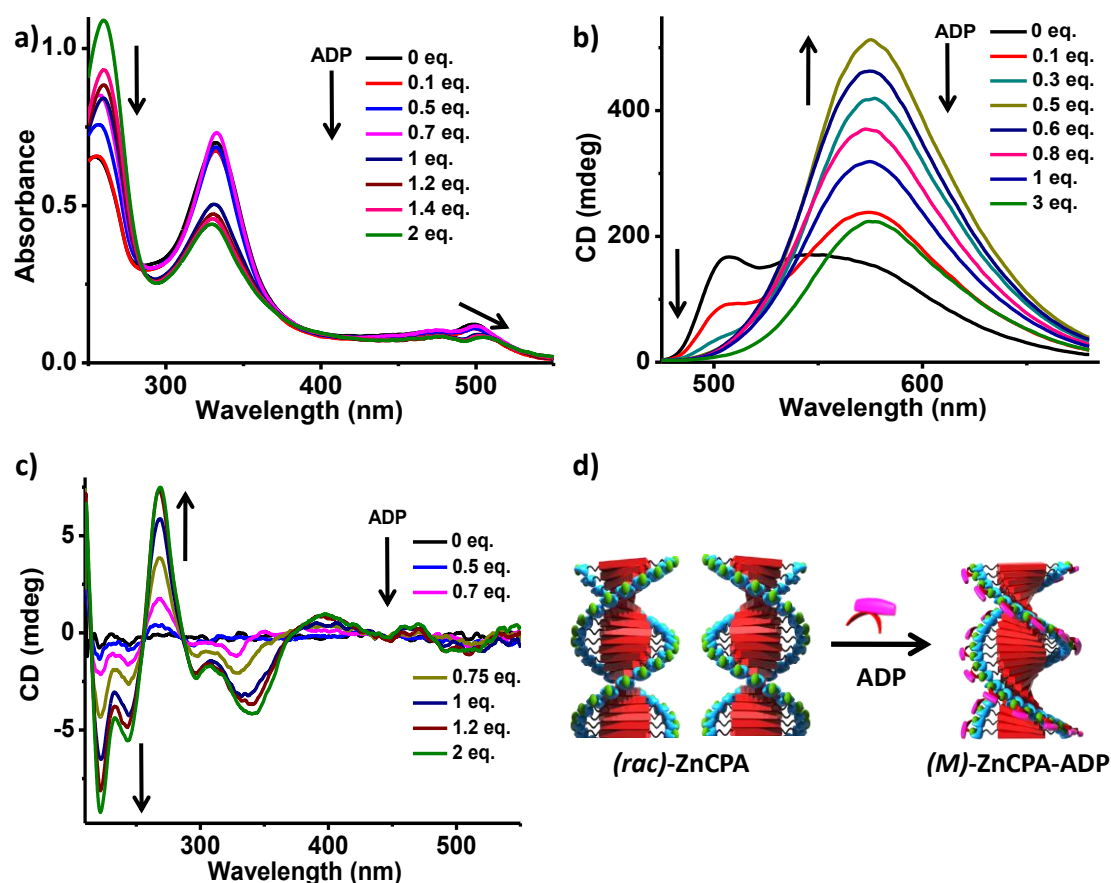 a)
1.0
0.5
0.0
Absorbance
300
400
500
Wavelength (nm)
ADP
0 eq.
0.1 eq.
0.5 eq.
0.7 eq.
1 eq.
1.2 eq.
1.4 eq.
2 eq.
b)
400
200
0
CD (mdeg)
500
600
Wavelength (nm)
ADP
0 eq.
0.1 eq.
0.3 eq.
0.5 eq.
0.6 eq.
0.8 eq.
1 eq.
3 eq.
c)
5
0
-5
CD (mdeg)
300
400
500
Wavelength (nm)
ADP
0 eq.
0.5 eq.
0.7 eq.
0.75 eq.
1 eq.
1.2 eq.
2 eq.
d)
ADP
(rac)-ZnCPA
(M)-ZnCPA-ADP